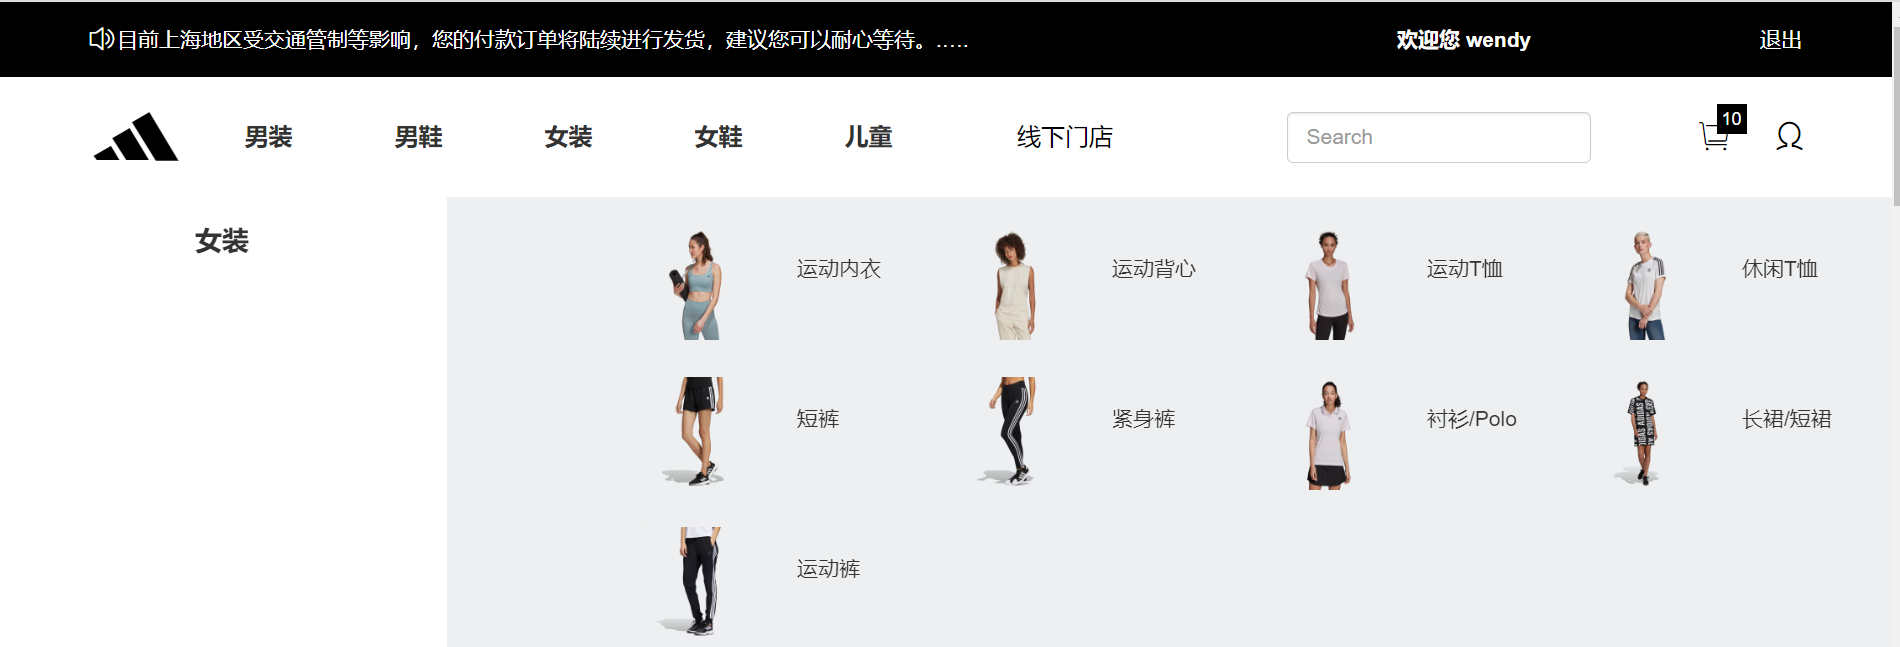 目前上海地区受交通管制等影响，您的付款订单将陆续进行发货，建议您可以耐心等待。..... 欢迎您 wendy 退出
男装 男鞋 女装 女鞋 儿童 线下门店 Search 10
女装
运动内衣 运动背心 运动T恤 休闲T恤
短裤 紧身裤 衬衫/Polo 长裙/短裙
运动裤